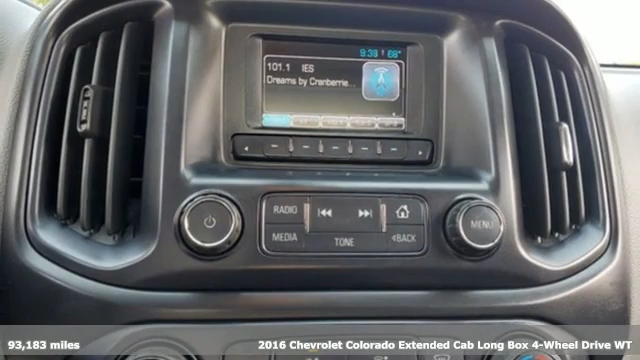 9:39 ↑ 68°
101.1 IES
Dreams by Cranberrie...
RADIO
MENU
MEDIA
TONE
BACK
93,183 miles
2016 Chevrolet Colorado Extended Cab Long Box 4-Wheel Drive WT